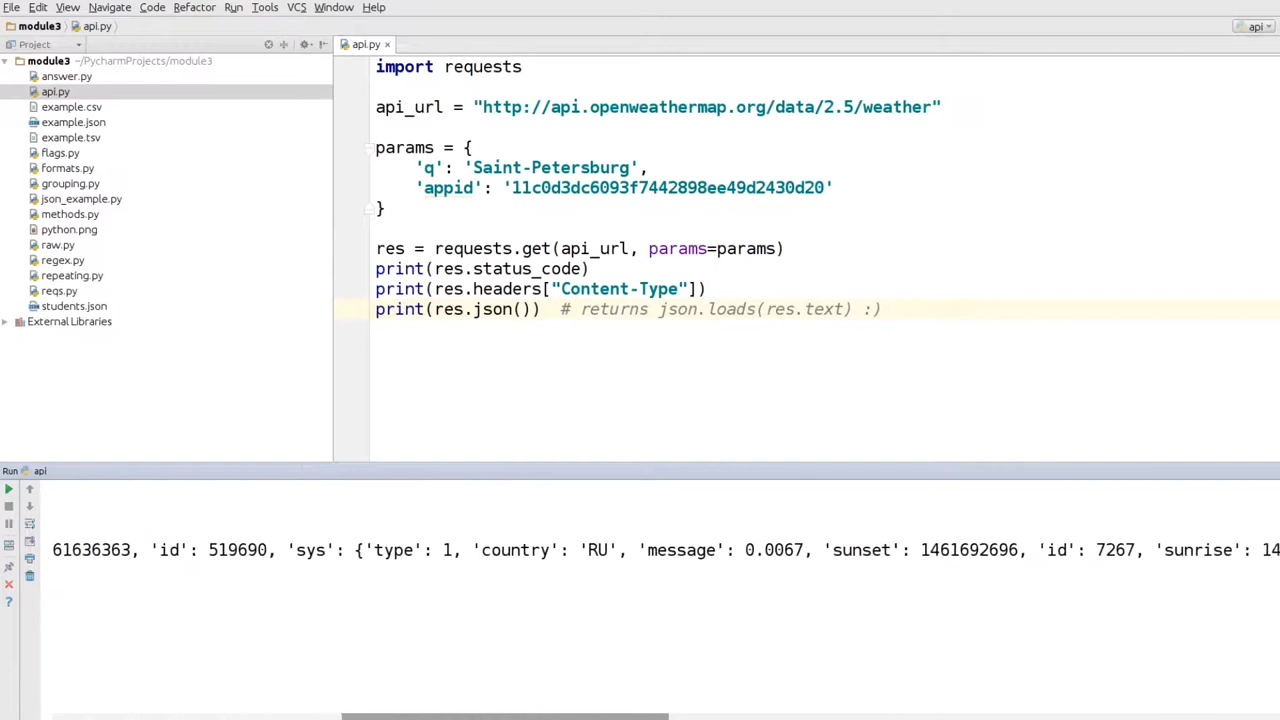 File Edit View Navigate Code Refactor Run Tools VCS Window Help
module3 api.py api
Project api.py
module3 ~/PycharmProjects/module3
answer.py
api.py
example.csv
example.json
example.tsv
flags.py
formats.py
grouping.py
json_example.py
methods.py
python.png
raw.py
regex.py
repeating.py
reqs.py
students.json
External Libraries
import requests
api_url = "http://api.openweathermap.org/data/2.5/weather"
params = {
'q': 'Saint-Petersburg',
'appid': '11c0d3dc6093f7442898ee49d2430d20'
}
res = requests.get(api_url, params=params)
print(res.status_code)
print(res.headers["Content-Type"])
print(res.json()) # returns json.loads(res.text) :)
Run api
61636363, 'id': 519690, 'sys': {'type': 1, 'country': 'RU', 'message': 0.0067, 'sunset': 1461692696, 'id': 7267, 'sunrise': 14